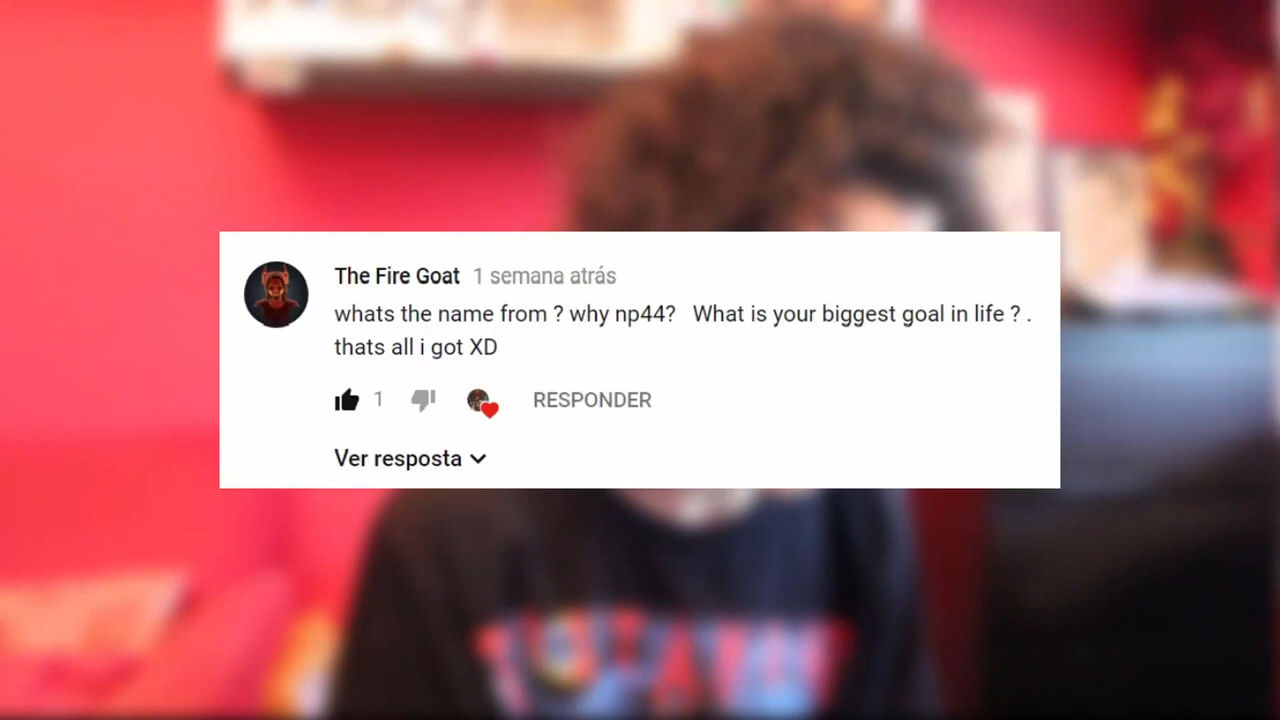 The Fire Goat 1 semana atrás
whats the name from ? why np44?   What is your biggest goal in life ? .
thats all i got XD
1 RESPONDER
Ver resposta